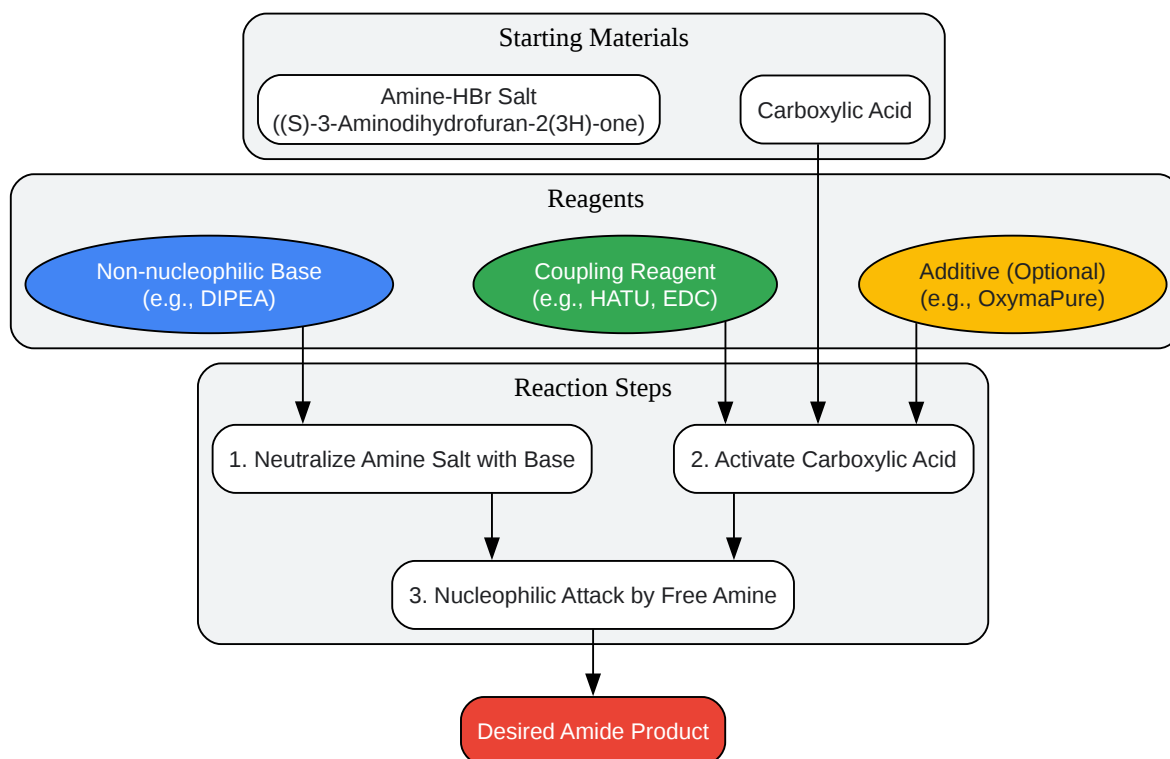 Starting Materials
Amine-HBr Salt
((S)-3-Aminodihydrofuran-2(3H)-one)
Carboxylic Acid
Reagents
Non-nucleophilic Base
(e.g., DIPEA)
Coupling Reagent
(e.g., HATU, EDC)
Additive (Optional)
(e.g., OxymaPure)
Reaction Steps
1. Neutralize Amine Salt with Base
2. Activate Carboxylic Acid
3. Nucleophilic Attack by Free Amine
Desired Amide Product